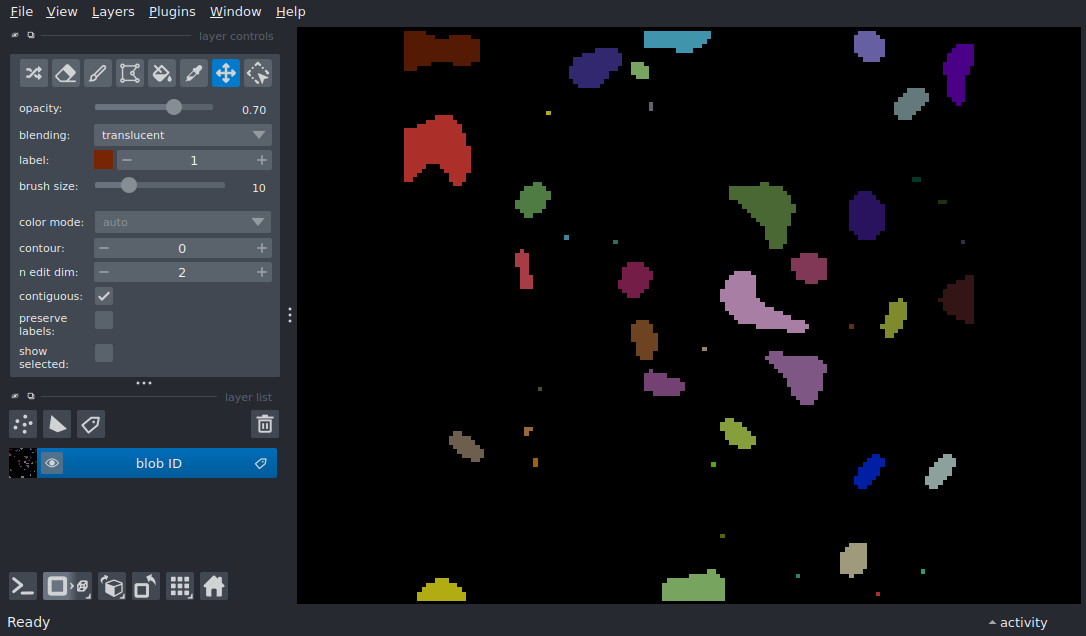 File View Layers Plugins Window Help
layer controls
opacity: 0.70
blending: translucent
label: 1
brush size: 10
color mode: auto
contour: 0
n edit dim: 2
contiguous:
preserve
labels:
show
selected:
layer list
blob ID
Ready
activity